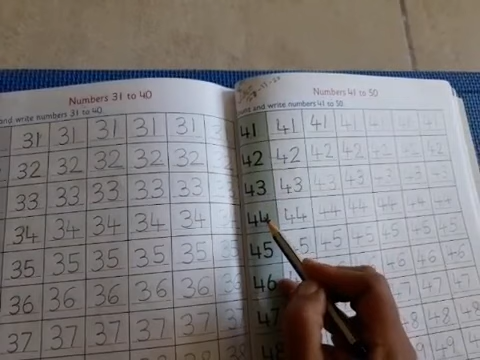 Numbers 31 to 40
and write numbers 31 to 40
31 31 31 31 31
32 32 32 32 32
33 33 33 33 33
34 34 34 34 34
35 35 35 35 35
36 36 36 36 36
37 37 37 37 37
Numbers 41 to 50
and write numbers 41 to 50
41 41 41 41 41 41
42 42 42 42 42 42 42
43 43 43 43 43 43 43
44 44 44 44 44 44 44
45 45 45 45 45 45
46 46 46 46
47 47 47
48 48
49